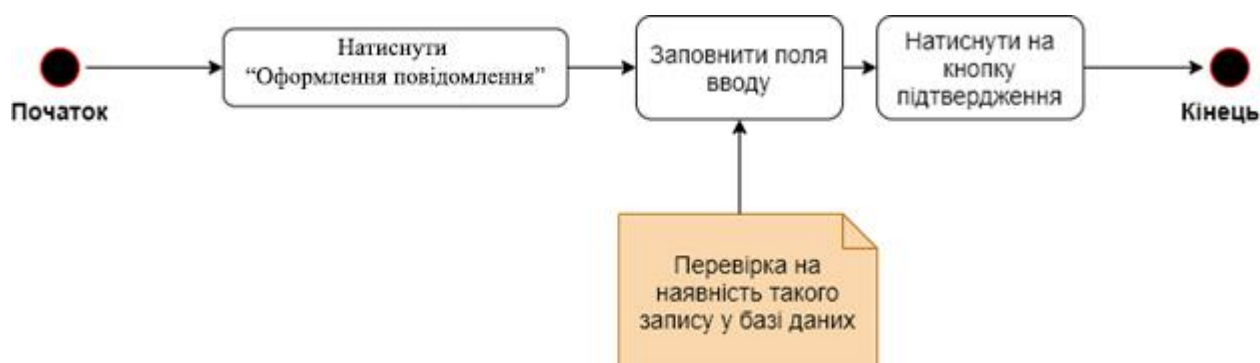 Початок
Натиснути
“Оформлення повідомлення”
Заповнити поля
вводу
Натиснути на
кнопку
підтвердження
Кінець
Перевірка на
наявність такого
запису у базі даних